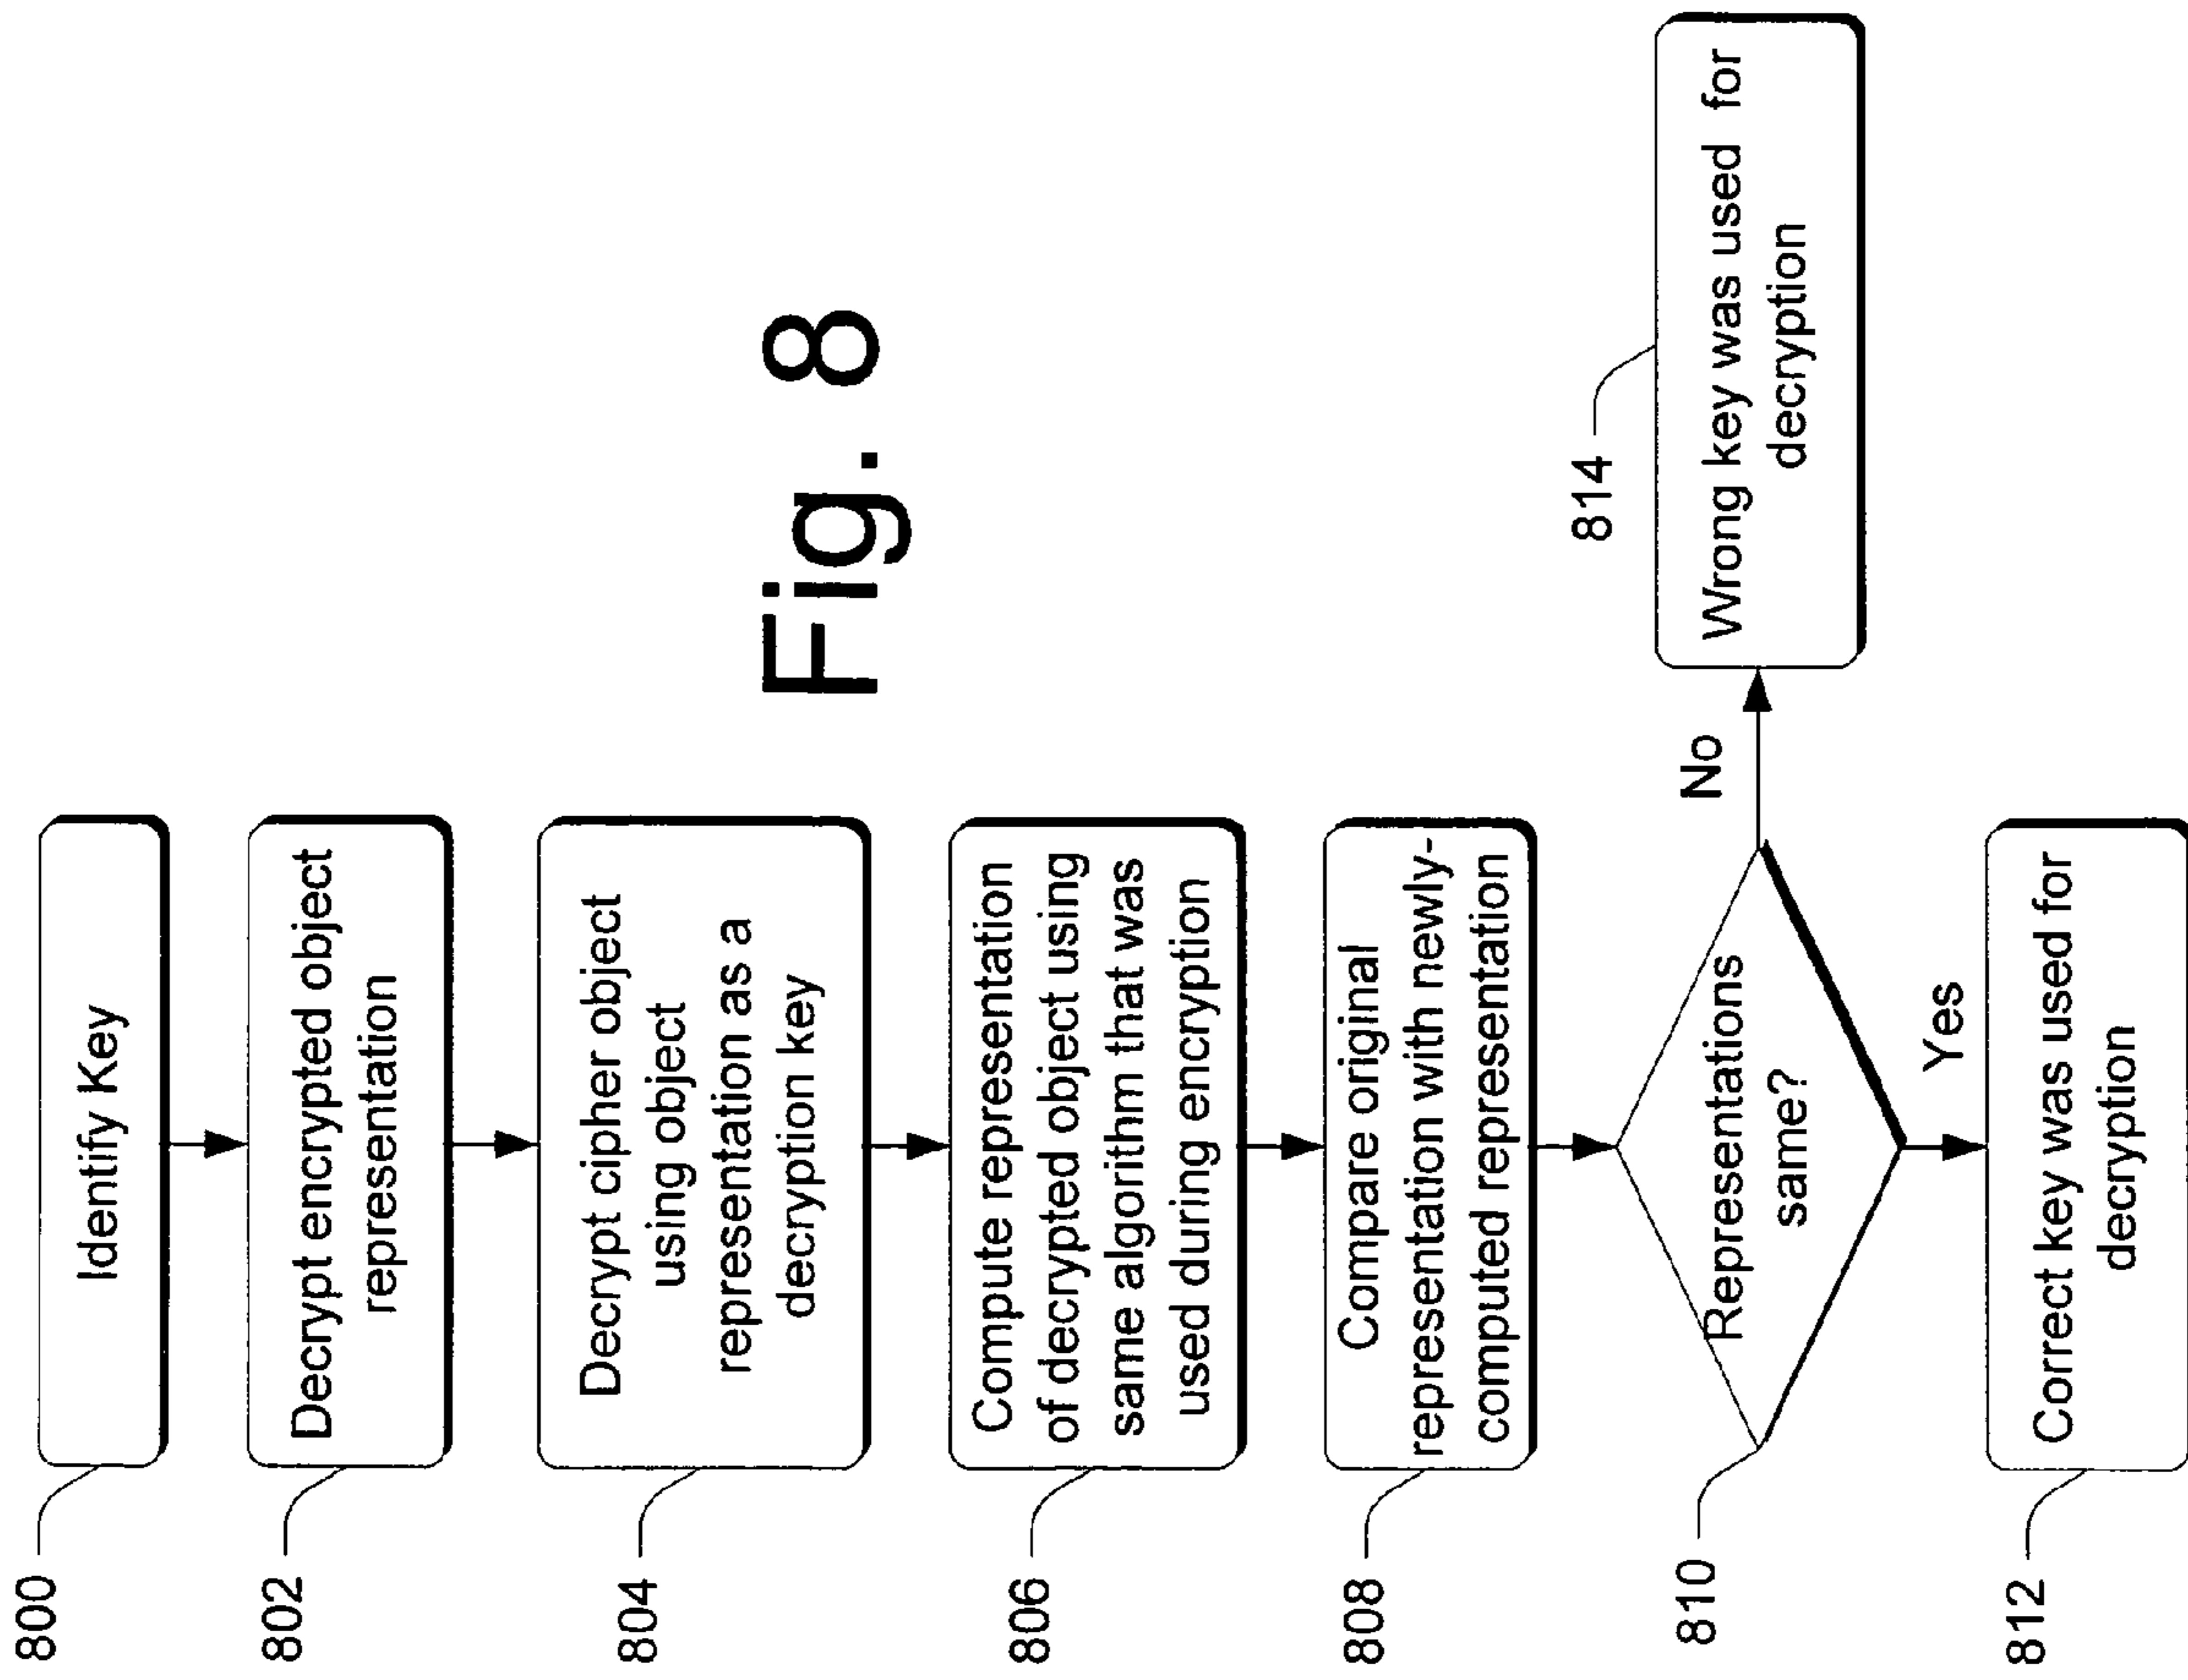 800
Identify Key
802
Decrypt encrypted object
representation
804
Decrypt cipher object
using object
representation as a
decryption key
Fig. 8
806
Compute representation
of decrypted object using
same algorithm that was
used during encryption
808
Compare original
representation with newly-
computed representation
810
Representations
same?
No
814
Wrong key was used for
decryption
Yes
812
Correct key was used for
decryption